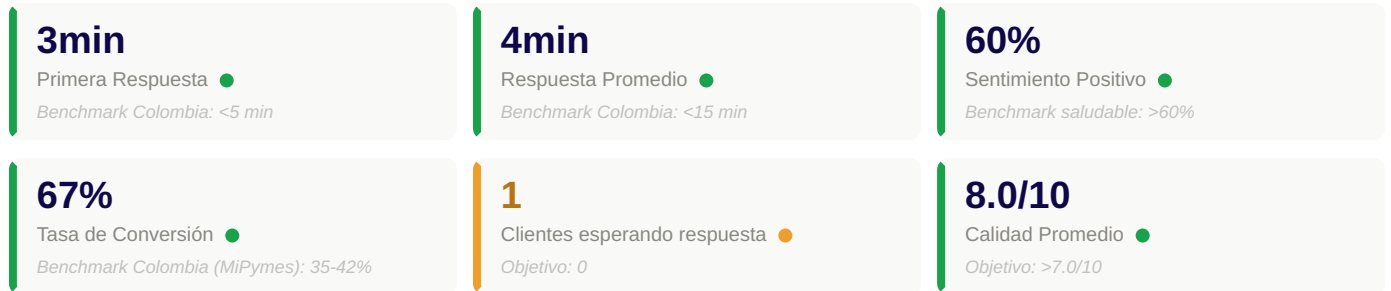 3min
Primera Respuesta
Benchmark Colombia: <5 min
4min
Respuesta Promedio
Benchmark Colombia: <15 min
60%
Sentimiento Positivo
Benchmark saludable: >60%
67%
Tasa de Conversión
Benchmark Colombia (MiPymes): 35-42%
1
Clientes esperando respuesta
Objetivo: 0
8.0/10
Calidad Promedio
Objetivo: >7.0/10